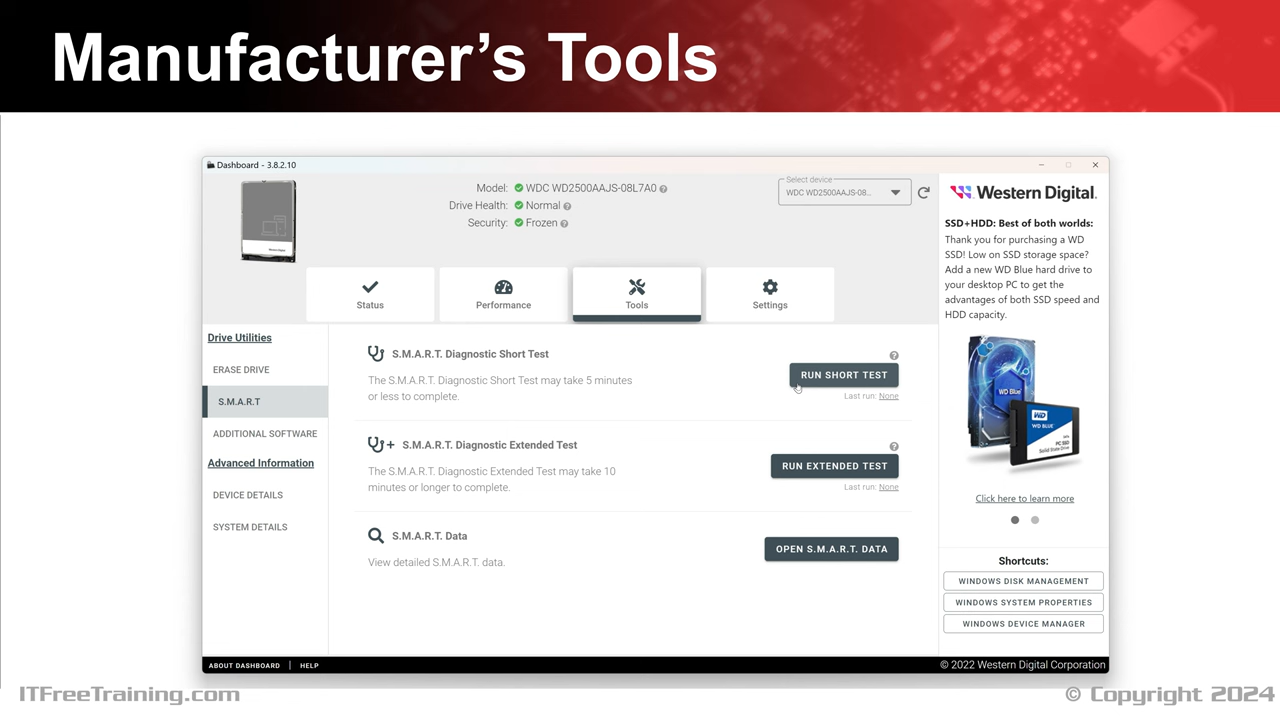 Manufacturer's Tools
Dashboard - 3.8.2.10
Model: WDC WD2500AAJS-08L7A0
Drive Health: Normal
Security: Frozen
Select device
WDC WD2500AAJS-08...
Western Digital.
Status
Performance
Tools
Settings
Drive Utilities
ERASE DRIVE
S.M.A.R.T
ADDITIONAL SOFTWARE
Advanced Information
DEVICE DETAILS
SYSTEM DETAILS
S.M.A.R.T. Diagnostic Short Test
The S.M.A.R.T. Diagnostic Short Test may take 5 minutes
or less to complete.
RUN SHORT TEST
Last run: None
S.M.A.R.T. Diagnostic Extended Test
The S.M.A.R.T. Diagnostic Extended Test may take 10
minutes or longer to complete.
RUN EXTENDED TEST
Last run: None
S.M.A.R.T. Data
View detailed S.M.A.R.T. data.
OPEN S.M.A.R.T. DATA
SSD+HDD: Best of both worlds:
Thank you for purchasing a WD
SSD! Low on SSD storage space?
Add a new WD Blue hard drive to
your desktop PC to get the
advantages of both SSD speed and
HDD capacity.
WD Blue
WD
WD BLUE
PC SSD
Solid State Drive
Click here to learn more
Shortcuts:
WINDOWS DISK MANAGEMENT
WINDOWS SYSTEM PROPERTIES
WINDOWS DEVICE MANAGER
ABOUT DASHBOARD | HELP
© 2022 Western Digital Corporation
ITFreeTraining.com
© Copyright 2024